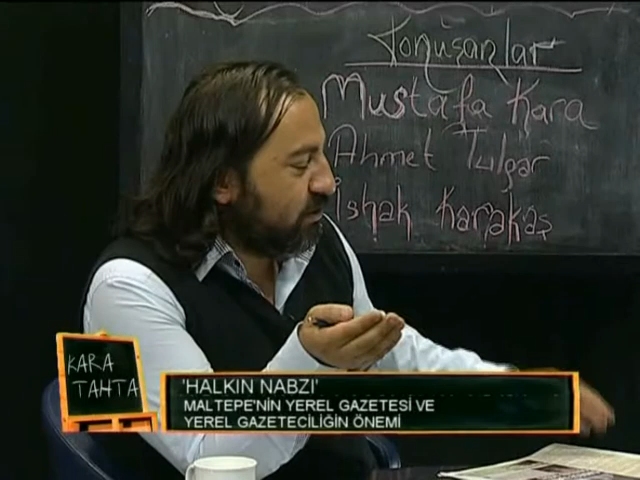 Konuşanlar
Mustafa Kara
Ahmet Tulgar
İshak Karakaş
KARA
TAHTA
'HALKIN NABZI'
MALTEPE'NİN YEREL GAZETESİ VE
YEREL GAZETECİLİĞİN ÖNEMİ